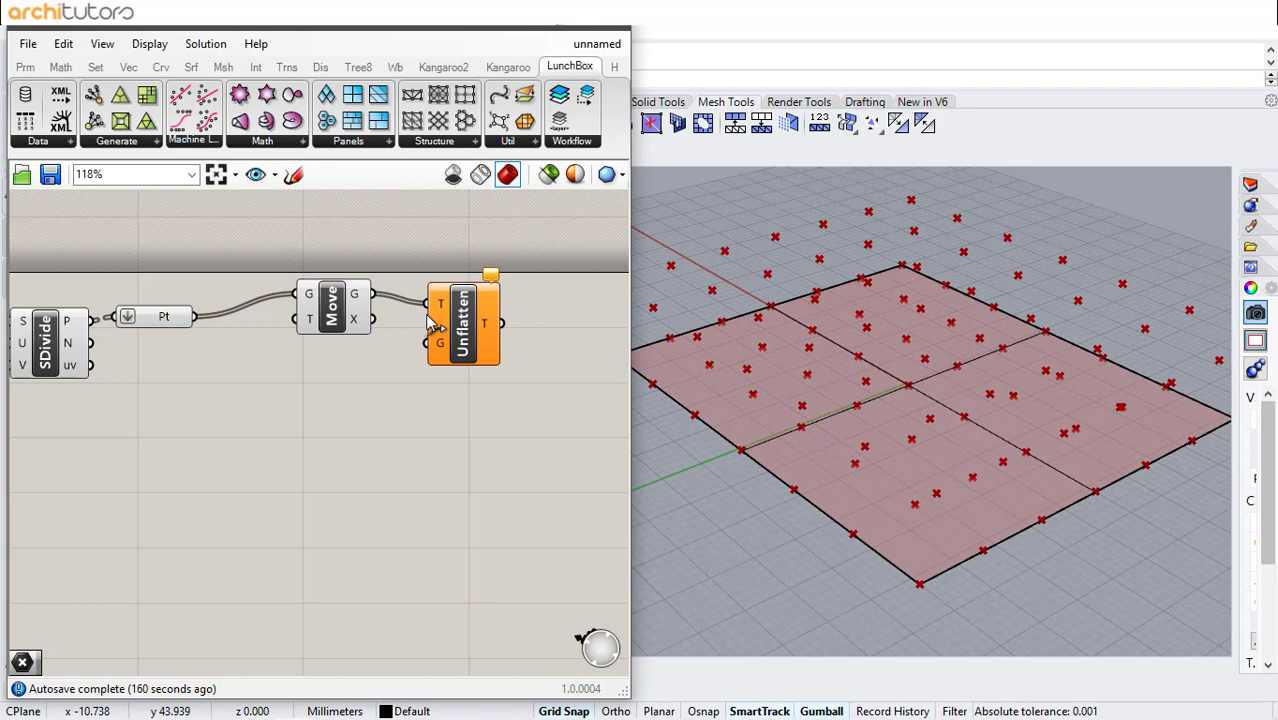 architutors
File Edit View Display Solution Help unnamed
Prm Math Set Vec Crv Srf Msh Int Trns Dis Tree8 Wb Kangaroo2 Kangaroo LunchBox H
Solid Tools Mesh Tools Render Tools Drafting New in V6
XML
XML
<layer>
123
Data Generate Machine L... Math Panels Structure Util Workflow
118%
S U V SDivide P N uv
Pt
G T Move G X
T G Unflatten T
V
P
C
T.
Autosave complete (160 seconds ago) 1.0.0004
CPlane x -10.738 y 43.939 z 0.000 Millimeters Default Grid Snap Ortho Planar Osnap SmartTrack Gumball Record History Filter Absolute tolerance: 0.001